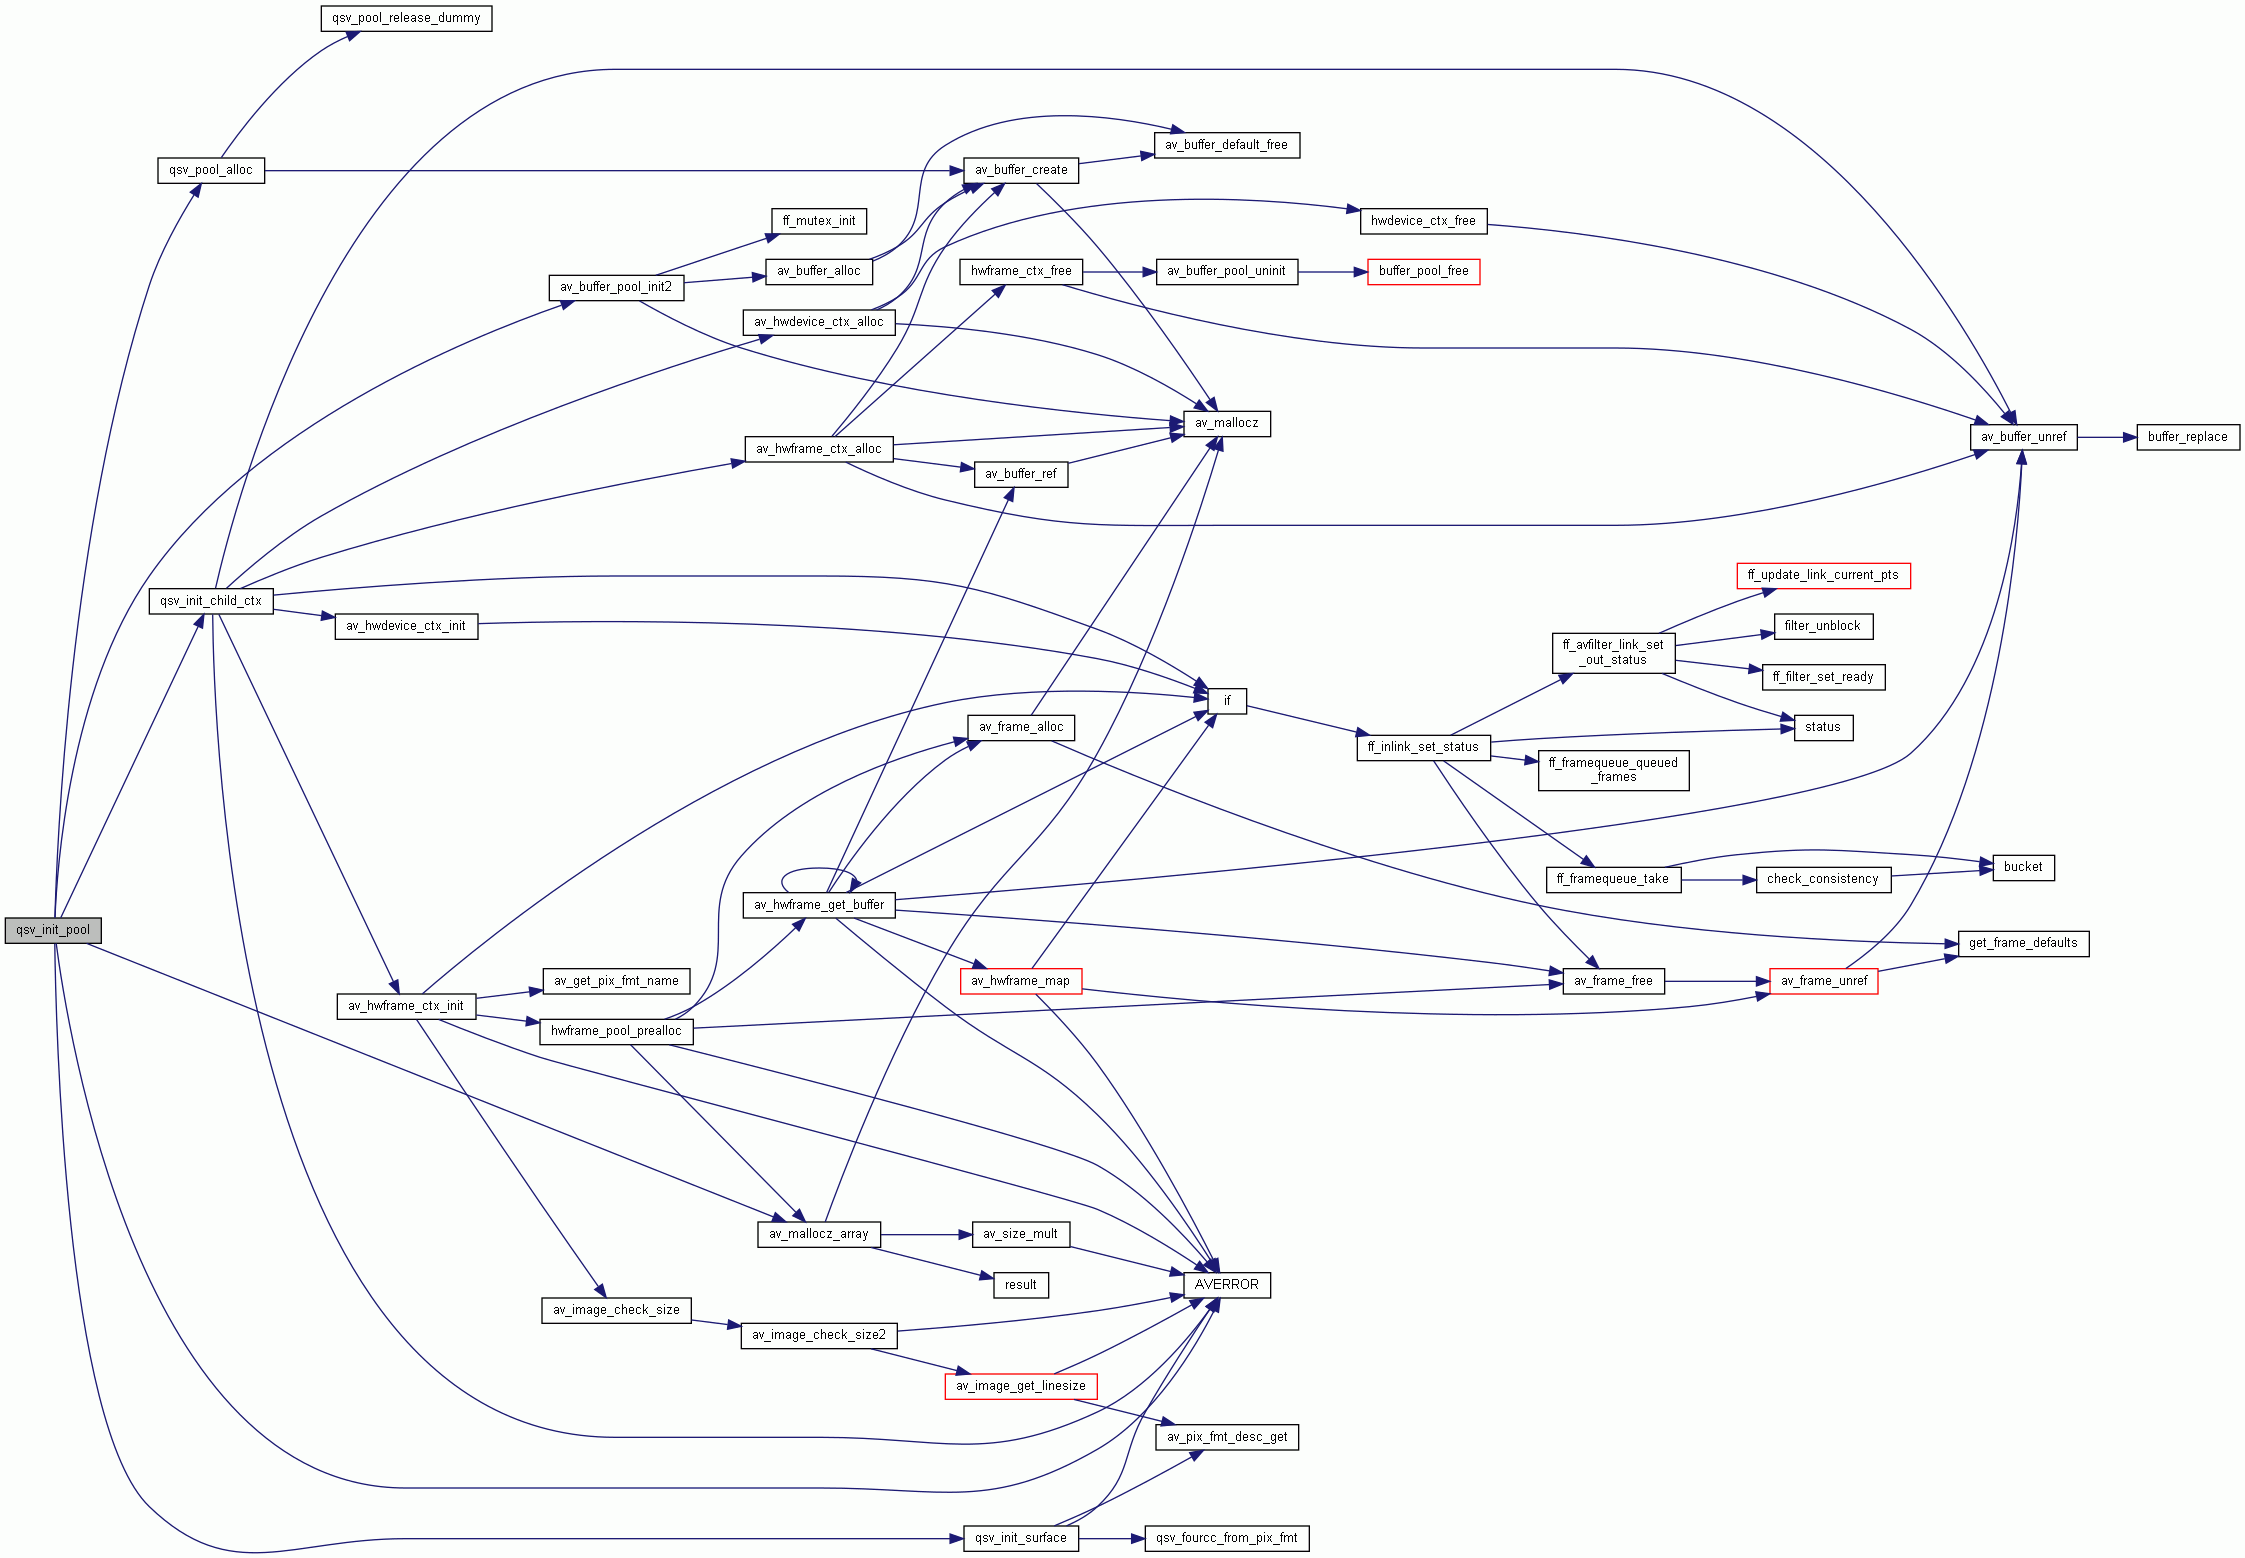 qsv_pool_release_dummy
av_buffer_default_free
qsv_pool_alloc
av_buffer_create
ff_mutex_init
hwdevice_ctx_free
av_buffer_alloc
hwframe_ctx_free
av_buffer_pool_uninit
buffer_pool_free
av_buffer_pool_init2
av_hwdevice_ctx_alloc
av_mallocz
av_buffer_unref
buffer_replace
av_hwframe_ctx_alloc
av_buffer_ref
ff_update_link_current_pts
qsv_init_child_ctx
av_hwdevice_ctx_init
filter_unblock
ff_avfilter_link_set
_out_status
ff_filter_set_ready
if
av_frame_alloc
status
ff_inlink_set_status
ff_framequeue_queued
_frames
bucket
ff_framequeue_take
check_consistency
av_hwframe_get_buffer
qsv_init_pool
get_frame_defaults
av_get_pix_fmt_name
av_hwframe_map
av_frame_free
av_frame_unref
av_hwframe_ctx_init
hwframe_pool_prealloc
av_mallocz_array
av_size_mult
result
AVERROR
av_image_check_size
av_image_check_size2
av_image_get_linesize
av_pix_fmt_desc_get
qsv_init_surface
qsv_fourcc_from_pix_fmt